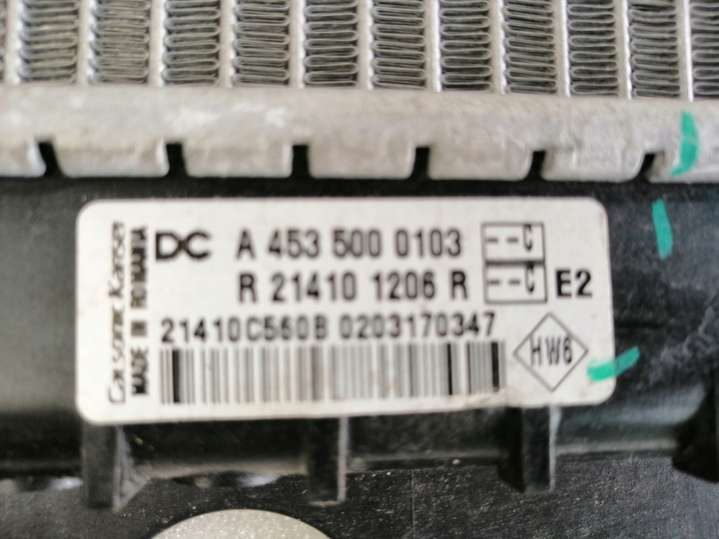 Calsonic Kansei
MADE IN ROMANIA
DC A 453 500 0103 --C
R 21410 1206 R --C E2
21410C560B 0203170347
HW6